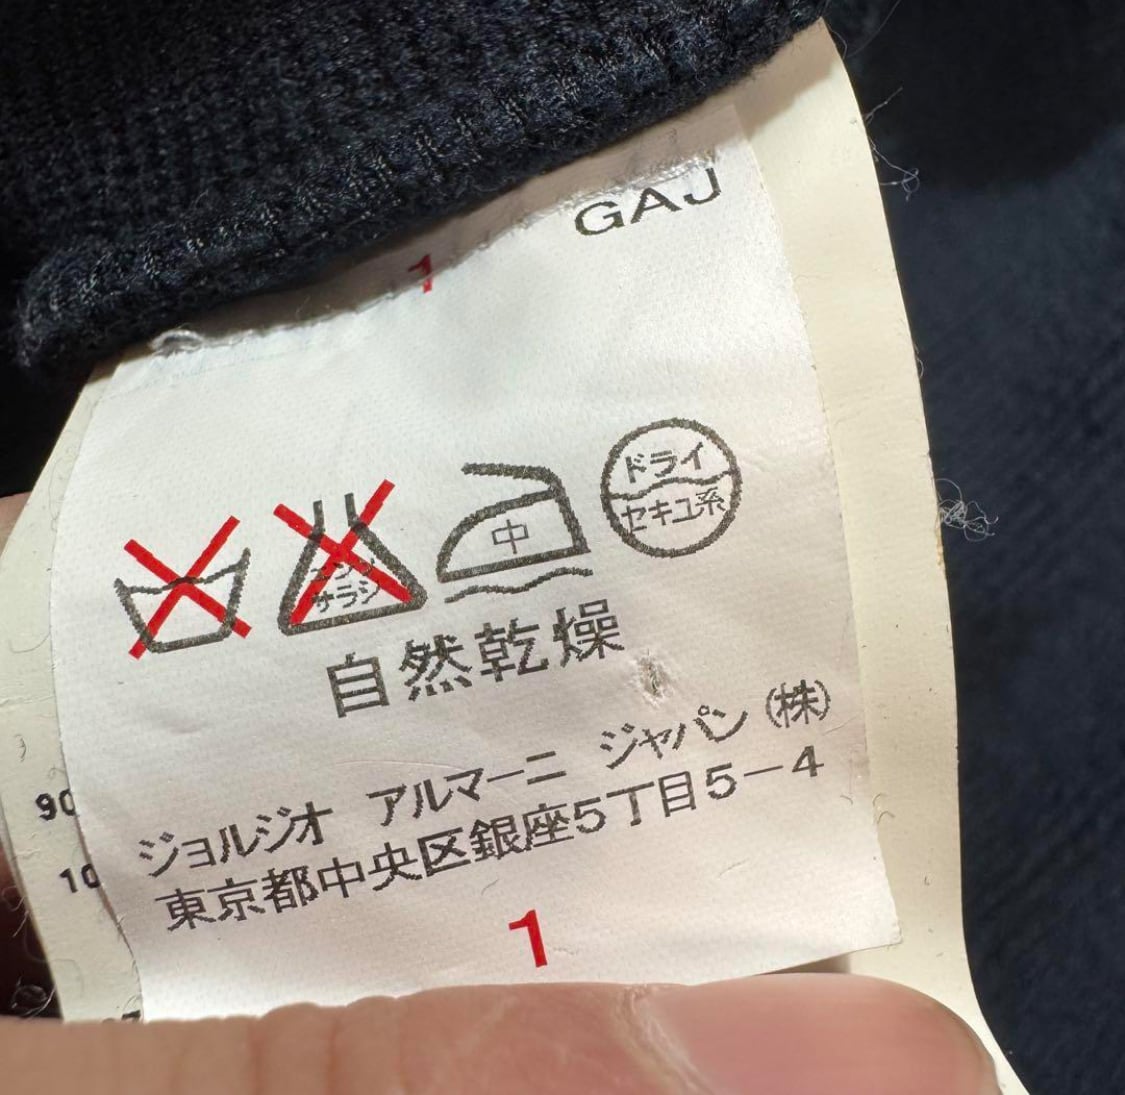 GAJ
1
ドライ
セキユ系
中
エンソ
サラシ
自然乾燥
ジョルジオ アルマーニ ジャパン(株)
東京都中央区銀座5丁目5-4
90
10
1